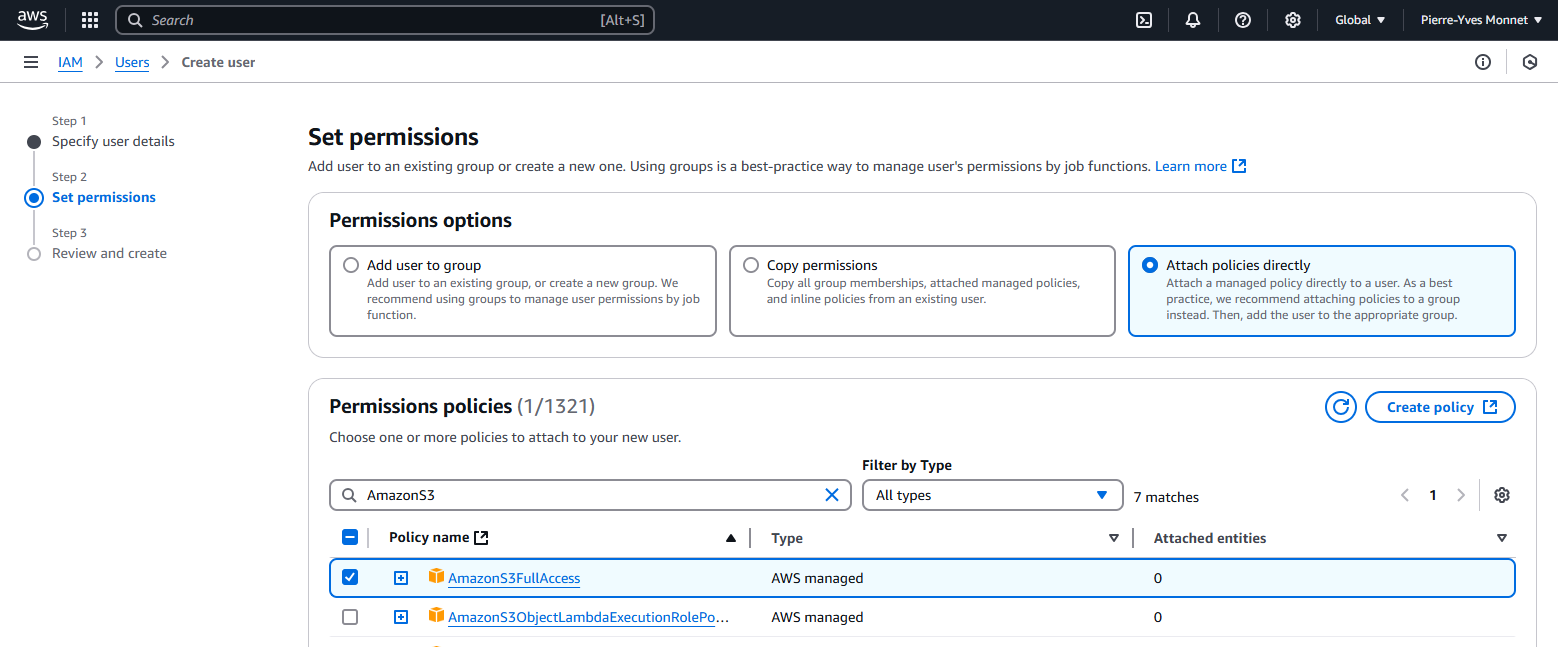 aws
Search [Alt+S]
Global Pierre-Yves Monnet
IAM Users Create user
Step 1
Specify user details
Step 2
Set permissions
Step 3
Review and create
Set permissions
Add user to an existing group or create a new one. Using groups is a best-practice way to manage user's permissions by job functions. Learn more
Permissions options
Add user to group
Add user to an existing group, or create a new group. We
recommend using groups to manage user permissions by job
function.
Copy permissions
Copy all group memberships, attached managed policies,
and inline policies from an existing user.
Attach policies directly
Attach a managed policy directly to a user. As a best
practice, we recommend attaching policies to a group
instead. Then, add the user to the appropriate group.
Permissions policies (1/1321)
Create policy
Choose one or more policies to attach to your new user.
Filter by Type
AmazonS3 All types 7 matches 1
Policy name Type Attached entities
AmazonS3FullAccess AWS managed 0
AmazonS3ObjectLambdaExecutionRolePo... AWS managed 0